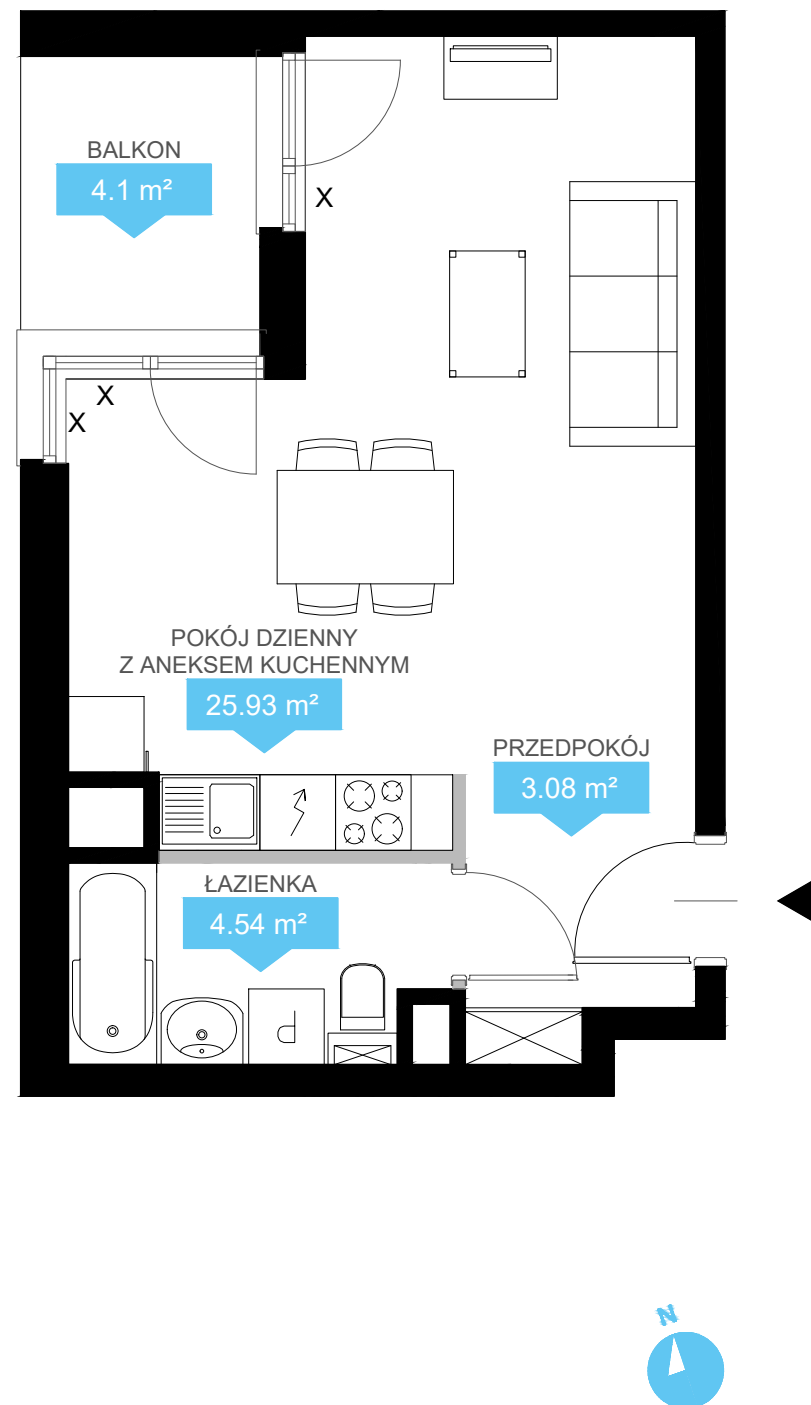 BALKON
4.1 m²
X
X
X
POKÓJ DZIENNY
Z ANEKSEM KUCHENNYM
25.93 m²
PRZEDPOKÓJ
3.08 m²
ŁAZIENKA
4.54 m²
P
N